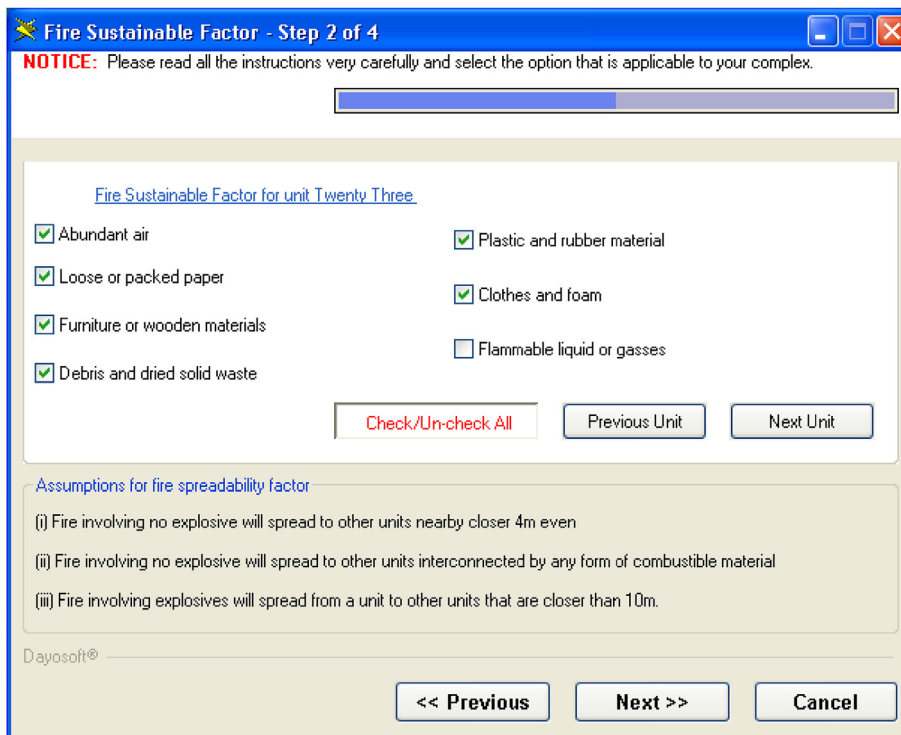 Fire Sustainable Factor - Step 2 of 4
NOTICE: Please read all the instructions very carefully and select the option that is applicable to your complex.
Fire Sustainable Factor for unit Twenty Three
Abundant air
Loose or packed paper
Furniture or wooden materials
Debris and dried solid waste
Plastic and rubber material
Clothes and foam
Flammable liquid or gasses
Check/Un-check All
Previous Unit
Next Unit
Assumptions for fire spreadability factor
(i) Fire involving no explosive will spread to other units nearby closer 4m even
(ii) Fire involving no explosive will spread to other units interconnected by any form of combustible material
(iii) Fire involving explosives will spread from a unit to other units that are closer than 10m.
Dayosoft®
<< Previous
Next >>
Cancel